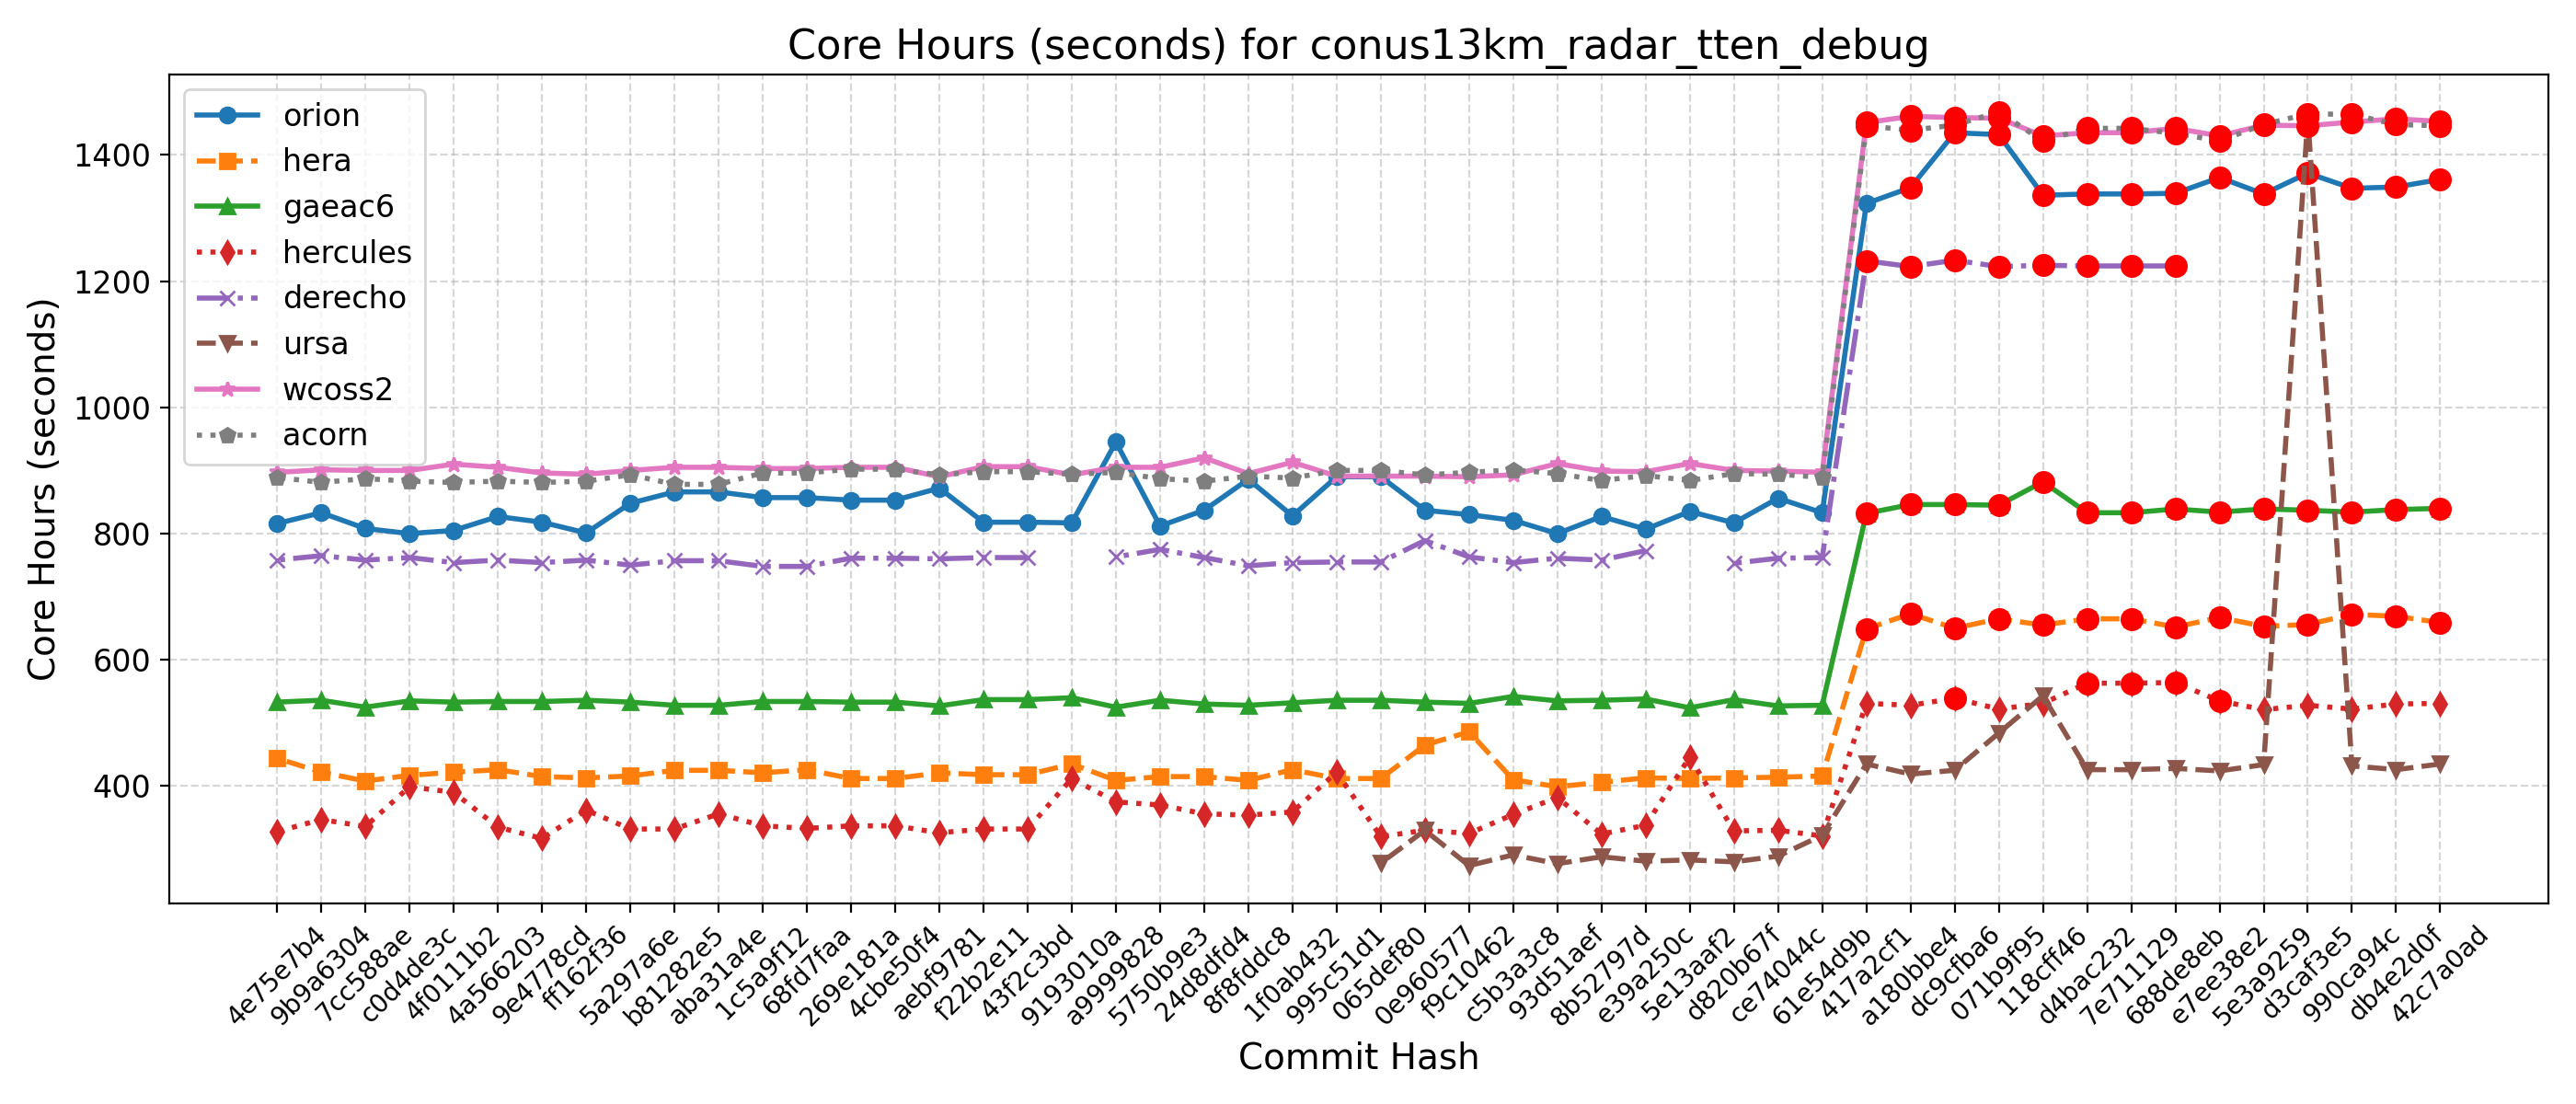 Core Hours (seconds) for conus13km_radar_tten_debug
Core Hours (seconds)
1400
1200
1000
800
600
400
orion
hera
gaeac6
hercules
derecho
ursa
wcoss2
acorn
4e75e7b4
9b9a6304
7cc588ae
c0d4de3c
4f0111b2
4a566203
9e4778cd
ff162f36
5a297a6e
b81282e5
aba31a4e
1c5a9f12
68fd7faa
269e181a
4cbe50f4
aebf9781
f22b2e11
43f2c3bd
9193010a
a9999828
5750b9e3
24d8dfd4
8f8fddc8
1f0ab432
995c51d1
065def80
0e960577
f9c10462
c5b3a3c8
93d51aef
8b52797d
e39a250c
5e13aaf2
d820b67f
ce74044c
61e54d9b
417a2cf1
a180bbe4
dc9cfba6
071b9f95
118cff46
d4bac232
7e711129
688de8eb
e7ee38e2
5e3a9259
d3caf3e5
990ca94c
db4e2d0f
42c7a0ad
Commit Hash